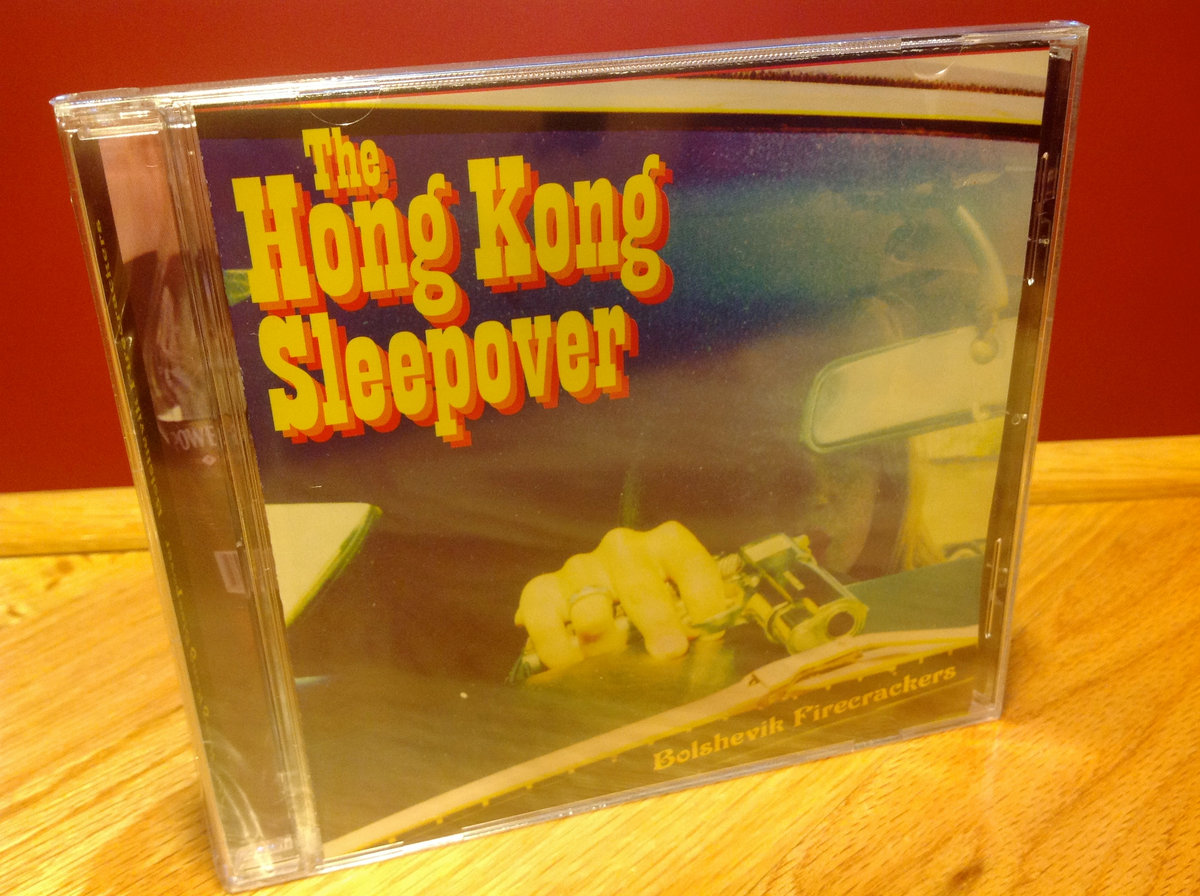 The
Hong Kong
Sleepover
Bolshevik Firecrackers